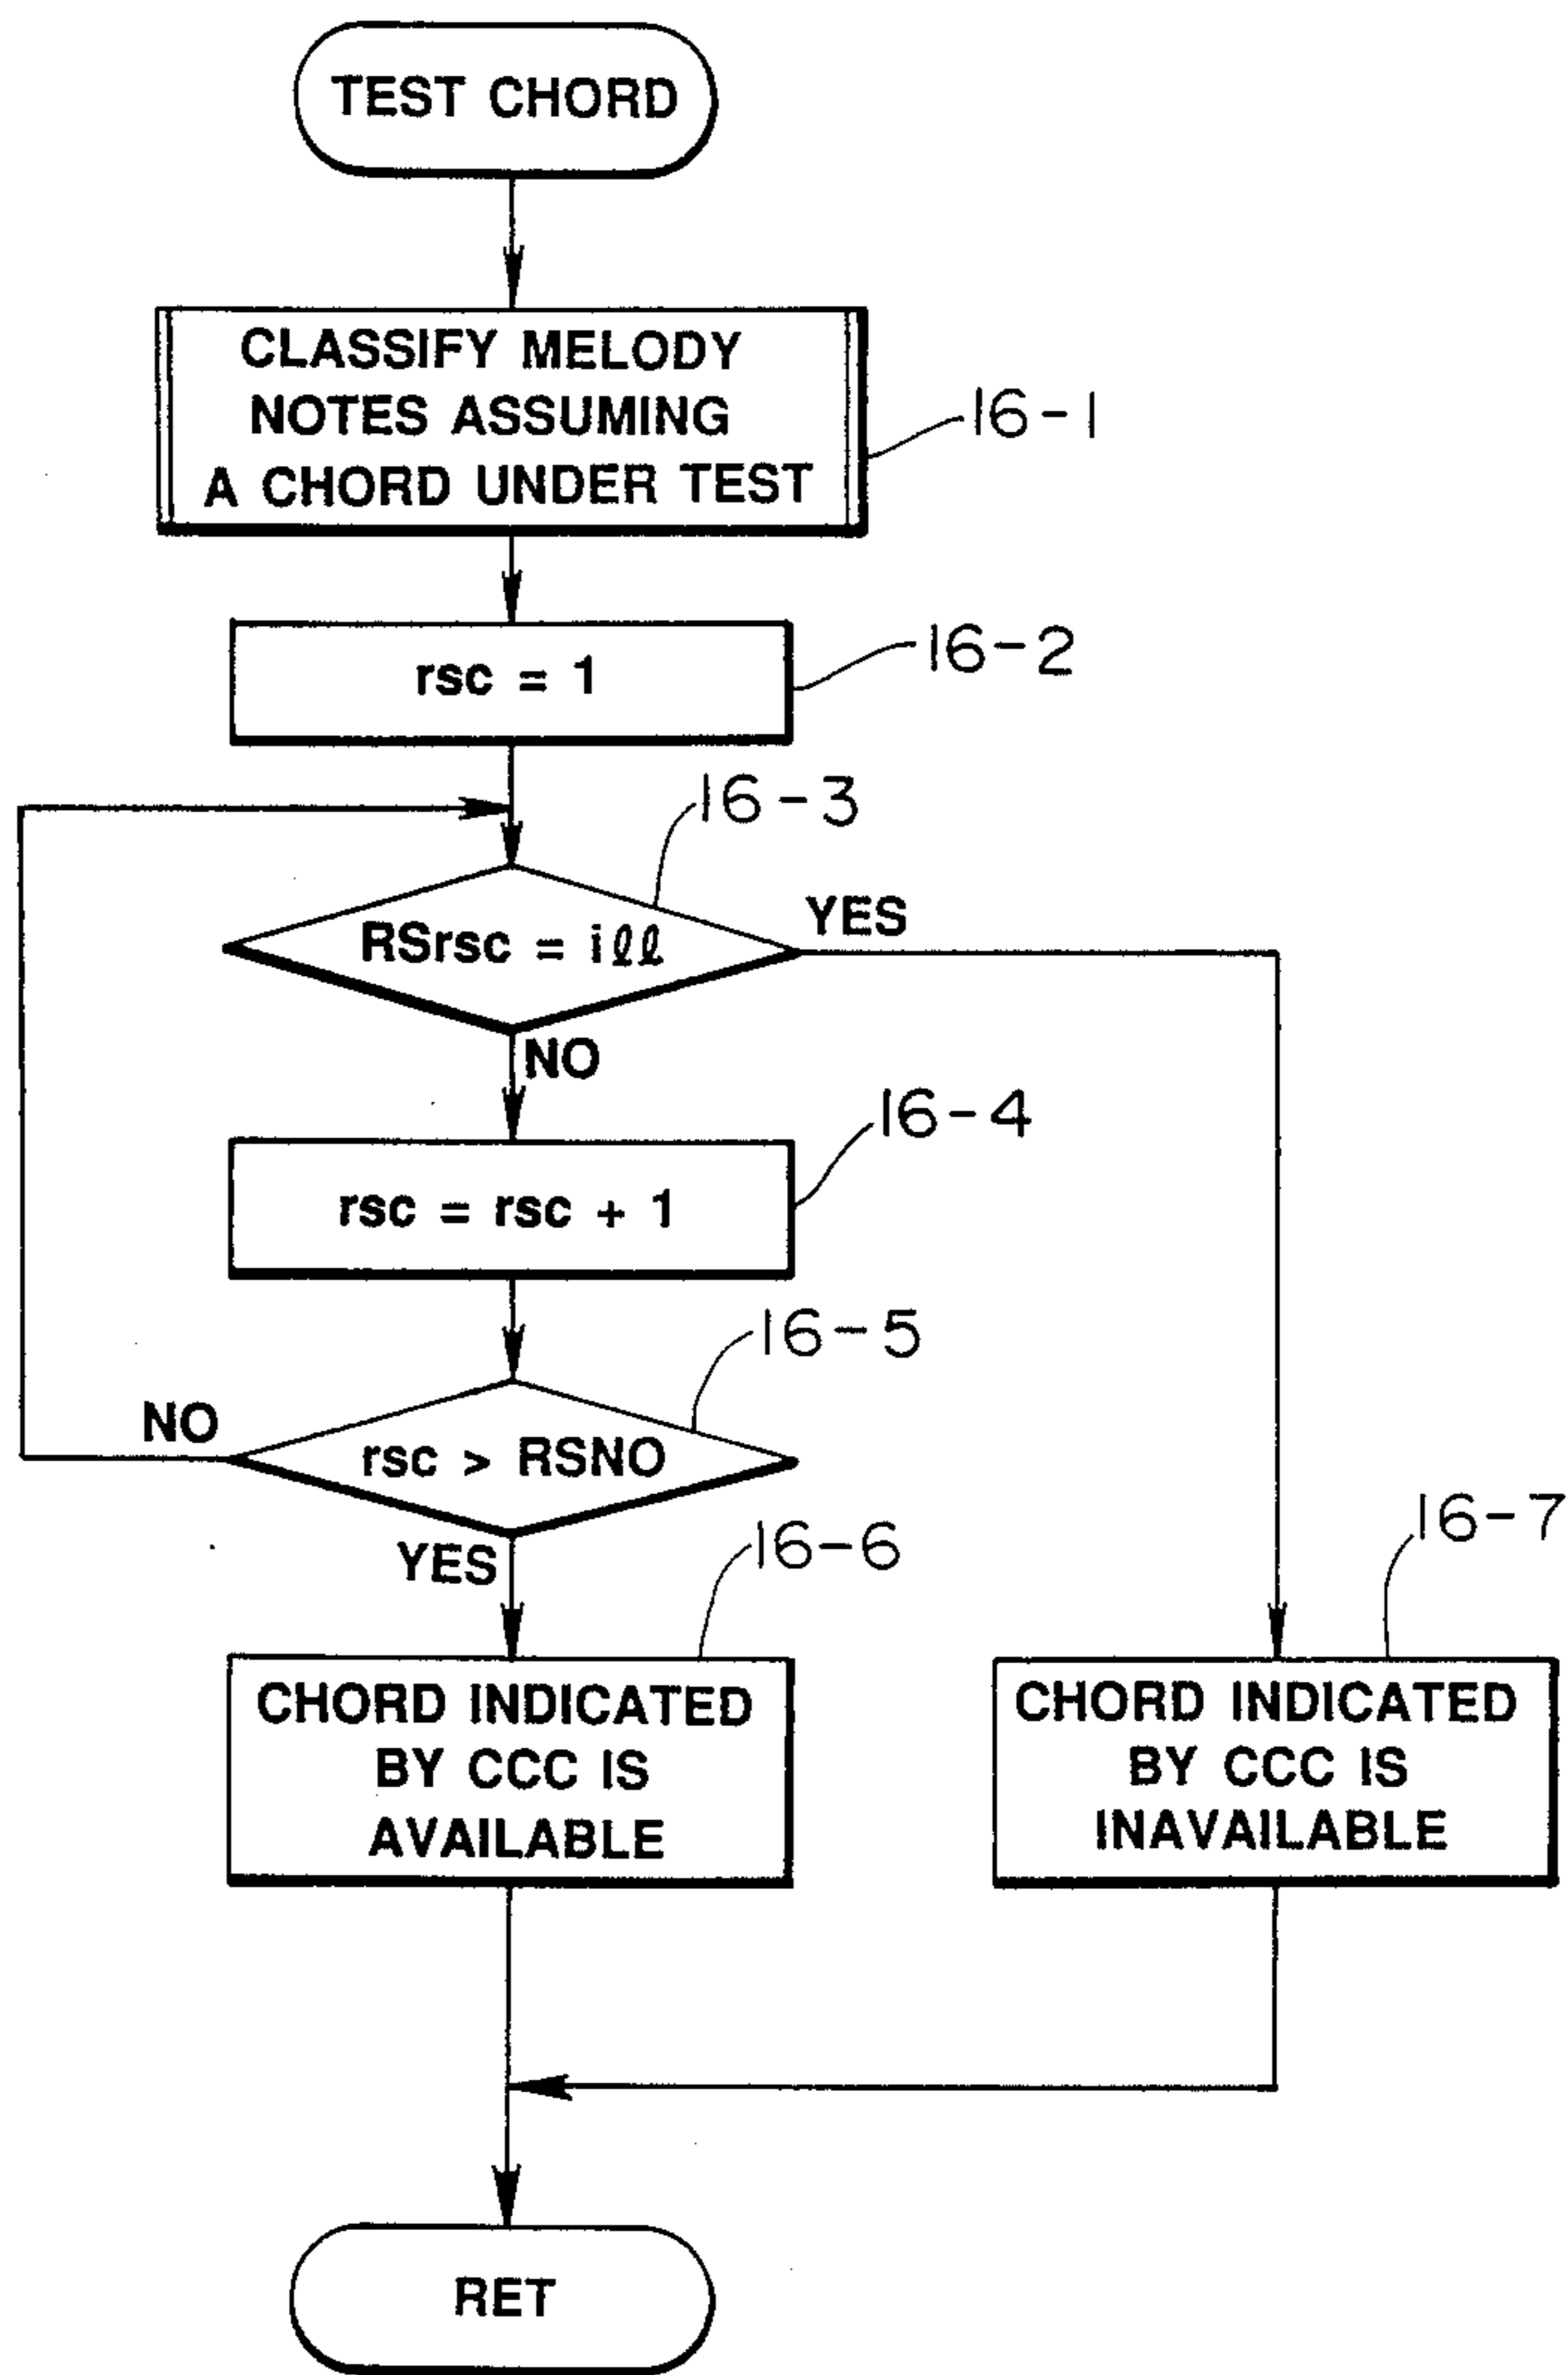 TEST CHORD
CLASSIFY MELODY
NOTES ASSUMING
A CHORD UNDER TEST
16-1
rsc = 1
16-2
16-3
RSrsc = iℓℓ
YES
NO
16-4
rsc = rsc + 1
16-5
NO
rsc > RSNO
YES
16-6
16-7
CHORD INDICATED
BY CCC IS
AVAILABLE
CHORD INDICATED
BY CCC IS
INAVAILABLE
RET